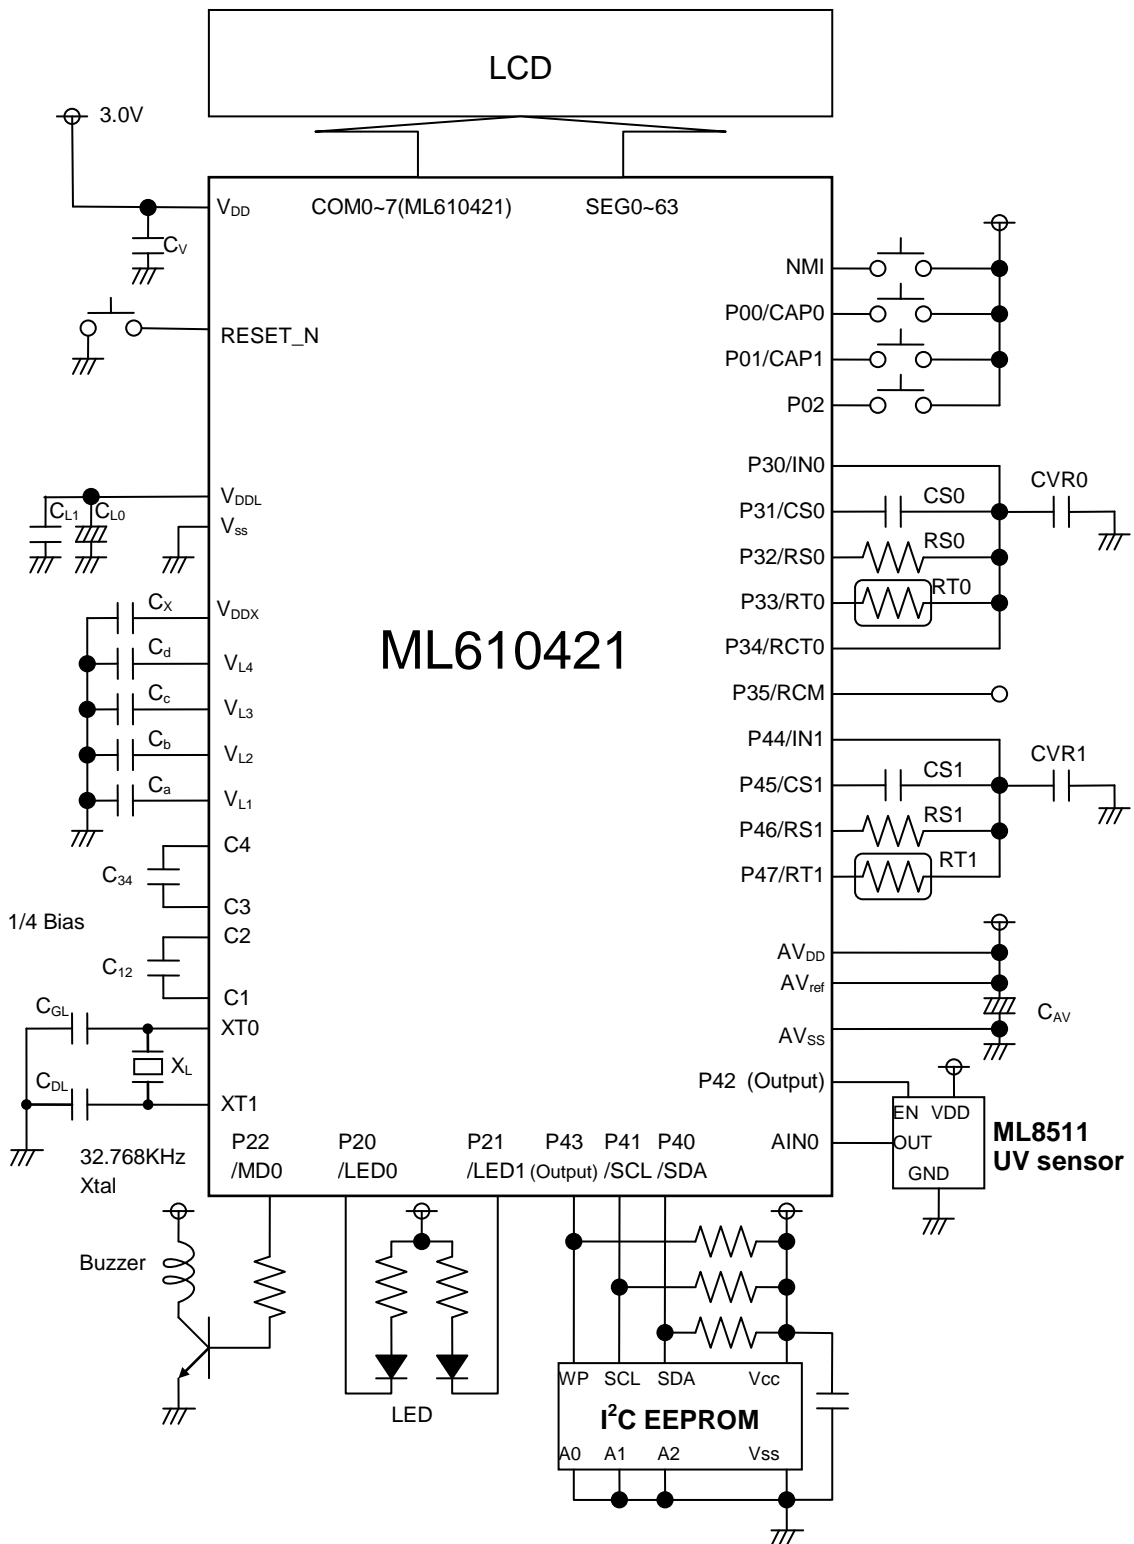 LCD
3.0V
VDD
COM0~7(ML610421)
SEG0~63
CV
NMI
P00/CAP0
RESET_N
P01/CAP1
P02
P30/IN0
CVR0
CL1
CL0
VDDL
P31/CS0
CS0
Vss
P32/RS0
RS0
CX
VDDX
P33/RT0
RT0
ML610421
Cd
VL4
P34/RCT0
Cc
VL3
P35/RCM
Cb
VL2
P44/IN1
CVR1
Ca
VL1
P45/CS1
CS1
C4
P46/RS1
RS1
C34
P47/RT1
RT1
C3
1/4 Bias
C2
AVDD
C12
AVref
C1
CAV
CGL
XT0
AVSS
XL
CDL
P42 (Output)
XT1
EN VDD
ML8511
UV sensor
OUT
GND
AIN0
P22
/MD0
P20
/LED0
P21
/LED1
P43
(Output)
P41
/SCL
P40
/SDA
32.768KHz
Xtal
Buzzer
LED
WP SCL SDA Vcc
I²C EEPROM
A0 A1 A2 Vss